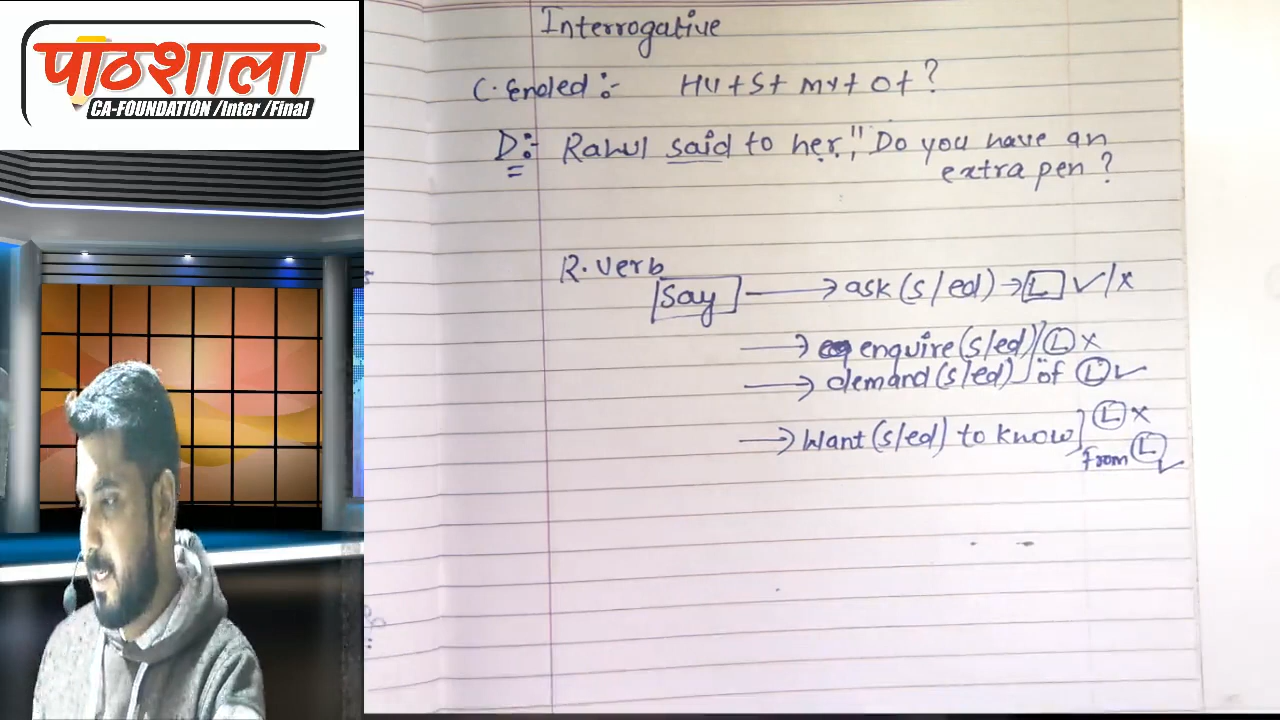 पाठशाला
CA-FOUNDATION /Inter /Final
Interrogative
C. Ended :- HV + S + MV + O + ?
D:- Rahul said to her, "Do you have an
extra pen ?
R. Verb
Say → ask (s/ed) → L ✓/×
→ enquire (s/ed) L ×
→ demand (s/ed) of L ✓
→ Want (s/ed) to know L ×
from L ✓